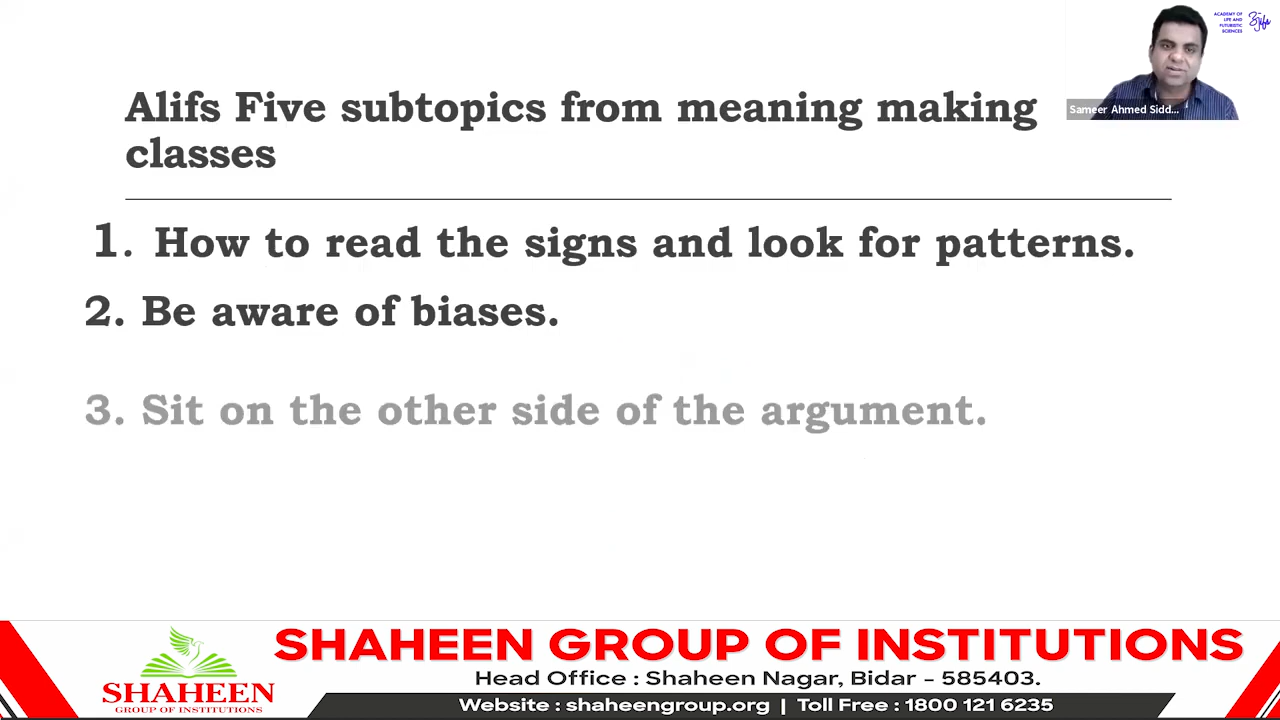 ACADEMY OF
LIFE AND
FUTURISTIC
SCIENCES
Alifs
Sameer Ahmed Sidd...
Alifs Five subtopics from meaning making
classes
1. How to read the signs and look for patterns.
2. Be aware of biases.
3. Sit on the other side of the argument.
SHAHEEN
GROUP OF INSTITUTIONS
SHAHEEN GROUP OF INSTITUTIONS
Head Office : Shaheen Nagar, Bidar - 585403.
Website : shaheengroup.org | Toll Free : 1800 121 6235